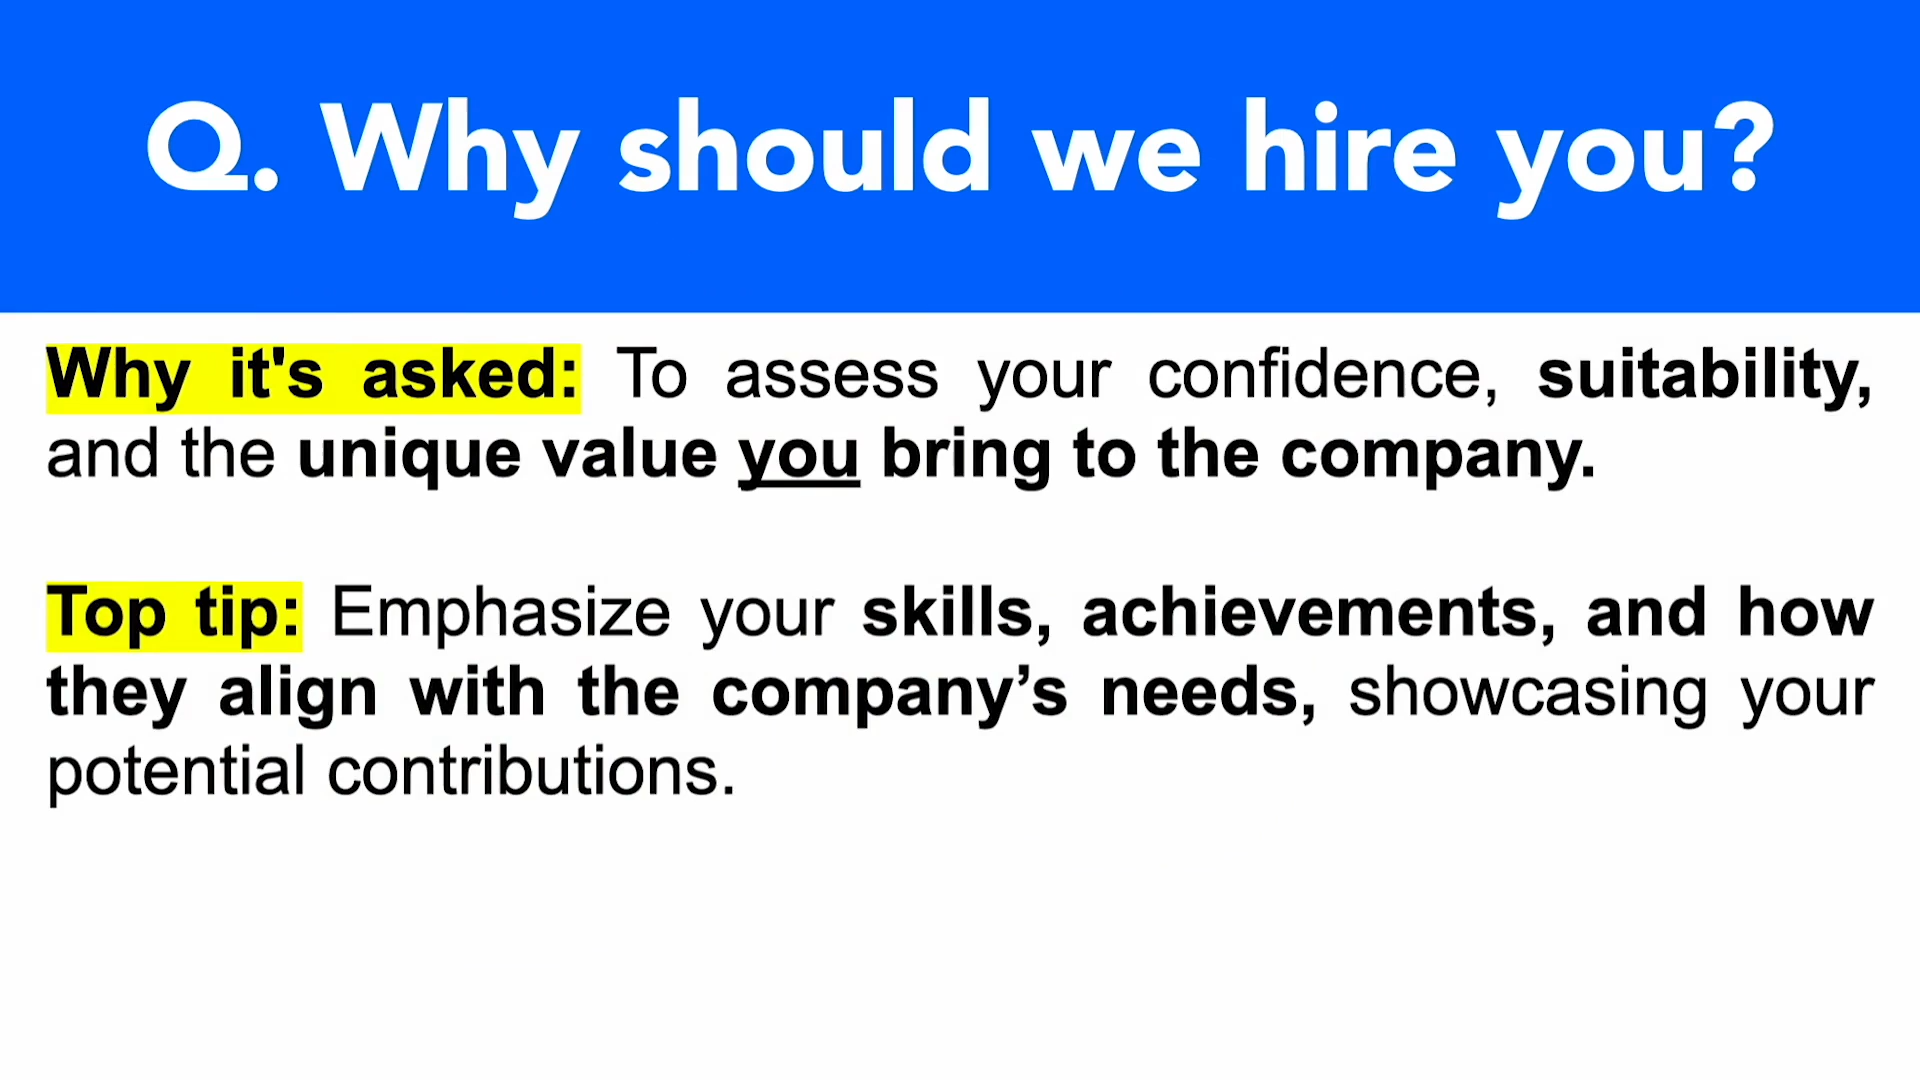 Q. Why should we hire you?
Why it's asked: To assess your confidence, suitability,
and the unique value you bring to the company.
Top tip: Emphasize your skills, achievements, and how
they align with the company’s needs, showcasing your
potential contributions.